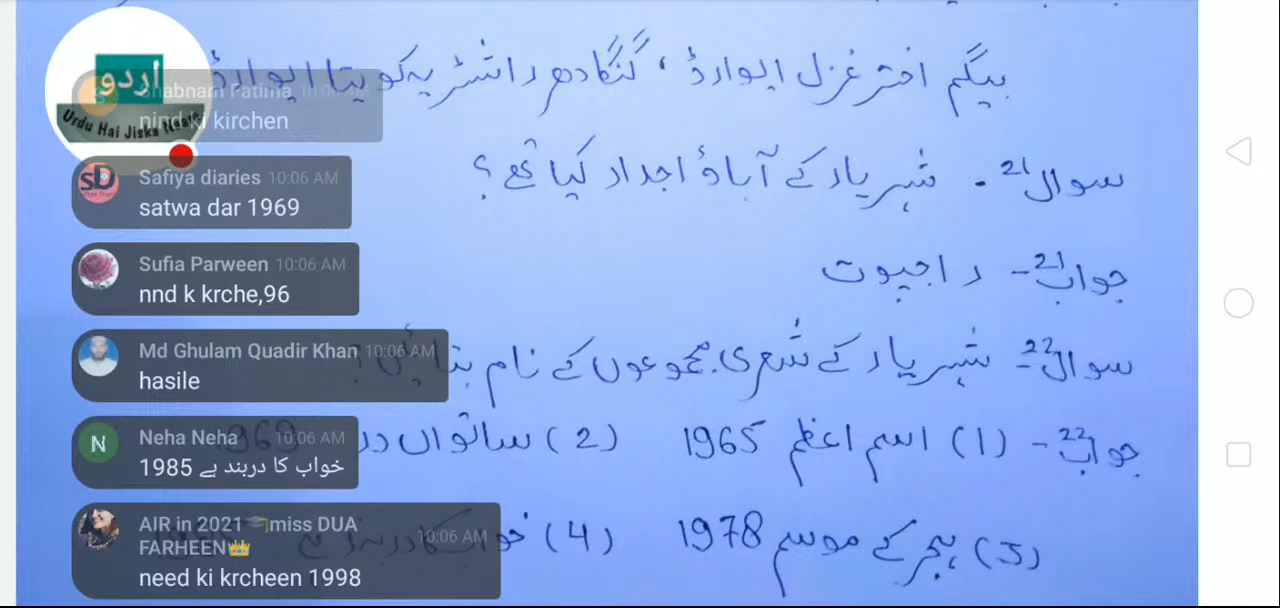 بیگم اختر غزل ایوارڈ ، گنگا دھر راشٹریہ کویتا ایوارڈ
سوال 21- شہریار کے آباؤ اجداد کیا تھے؟
جواب 21- راجپوت
سوال 22- شہریار کے شعری مجموعوں کے نام بتائیں؟
جواب 22- (1) اسم اعظم 1965 (2) ساتواں در 1969
(3) ہجر کے موسم 1978 (4) خواب کا در بند ہے
اردو
Urdu Hai Jiska Naam
Shabnam Fatima 10:06 AM
nind ki kirchen
SD
Safiya diaries 10:06 AM
satwa dar 1969
Sufia Parween 10:06 AM
nnd k krche,96
Md Ghulam Quadir Khan 10:06 AM
hasile
N
Neha Neha 10:06 AM
خواب کا دربند ہے 1985
AIR in 2021 miss DUA
FARHEEN 10:06 AM
need ki krcheen 1998